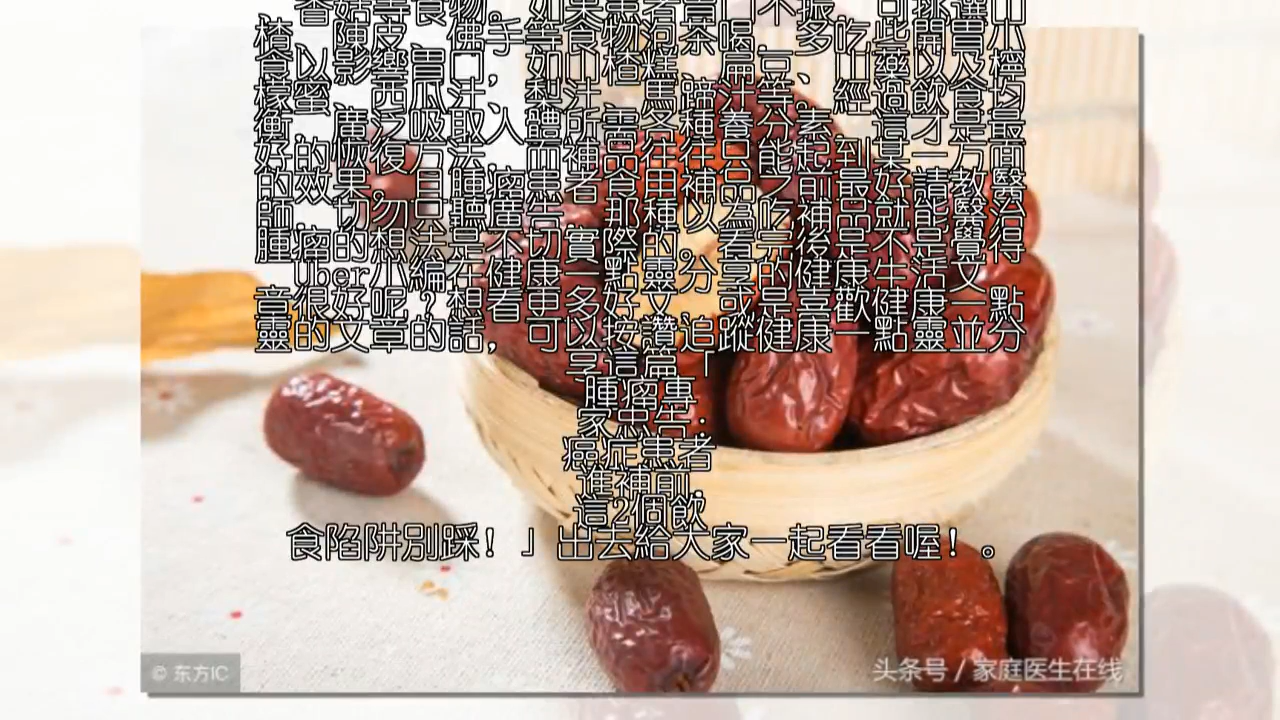 、香菇等食物。如果患者胃口不振，可挑選山
楂、陳皮、佛手等食物泡茶喝，多吃些開胃小
食以影響胃口，如山楂糕、扁豆、山藥以及檸
檬蜜、西瓜汁、梨汁、馬蹄汁等。經過飲食均
衡，廣泛吸取人體所需各種養分素，這才是最
好的恢復方法，而補品往往只能起到某一方面
的效果。目腫瘤患者食用補品之前最好請教醫
師，切勿且聽廣告，那種以為吃補品就能醫治
腫瘤的想法是不切實際的。看完後是不是覺得
Uber小編在健康一點靈分享的健康生活文
章很好呢？想看更多好文或是喜歡健康一點
靈的文章的話，可以按讚追蹤健康一點靈並分
享這篇「
腫瘤專
家忠告：
癌症患者
進補前，
這2個飲
食陷阱別踩！」出去給大家一起看看喔！。
© 东方IC
头条号 / 家庭医生在线